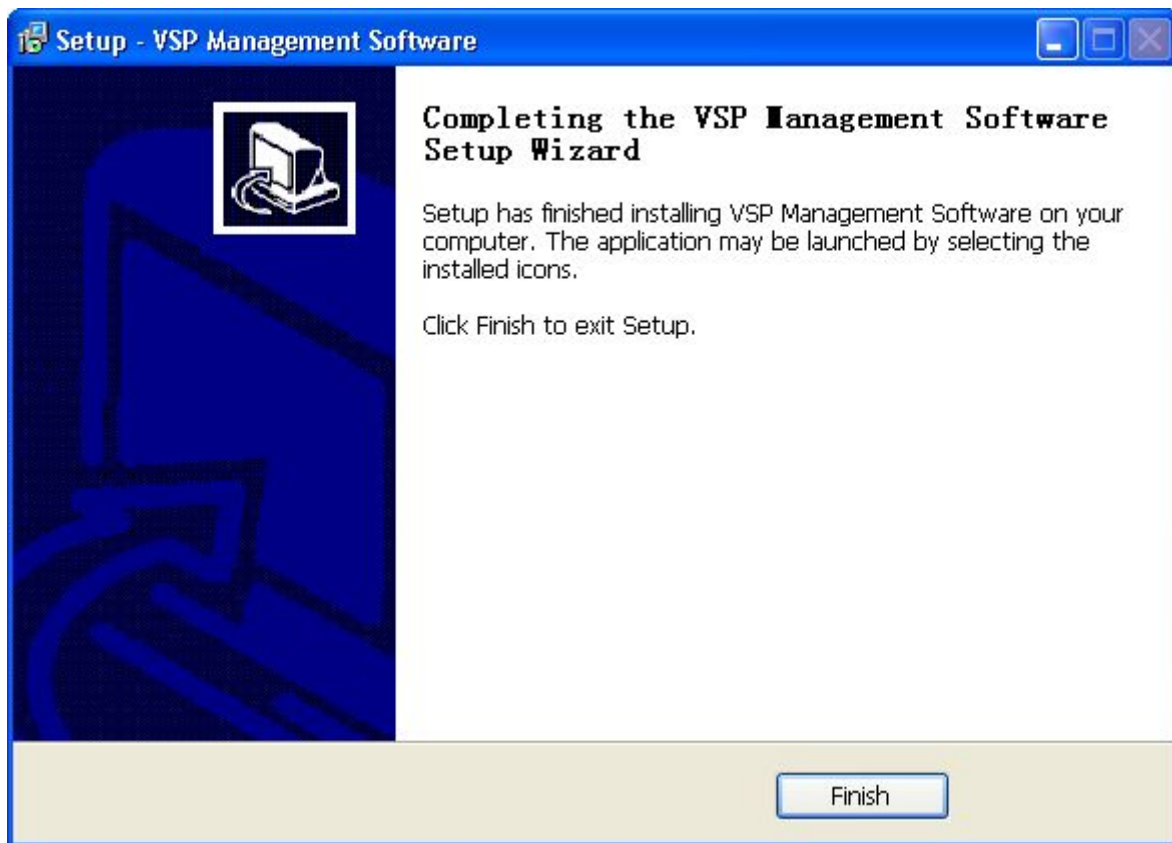 Setup - VSP Management Software
Completing the VSP Management Software
Setup Wizard
Setup has finished installing VSP Management Software on your
computer. The application may be launched by selecting the
installed icons.
Click Finish to exit Setup.
Finish